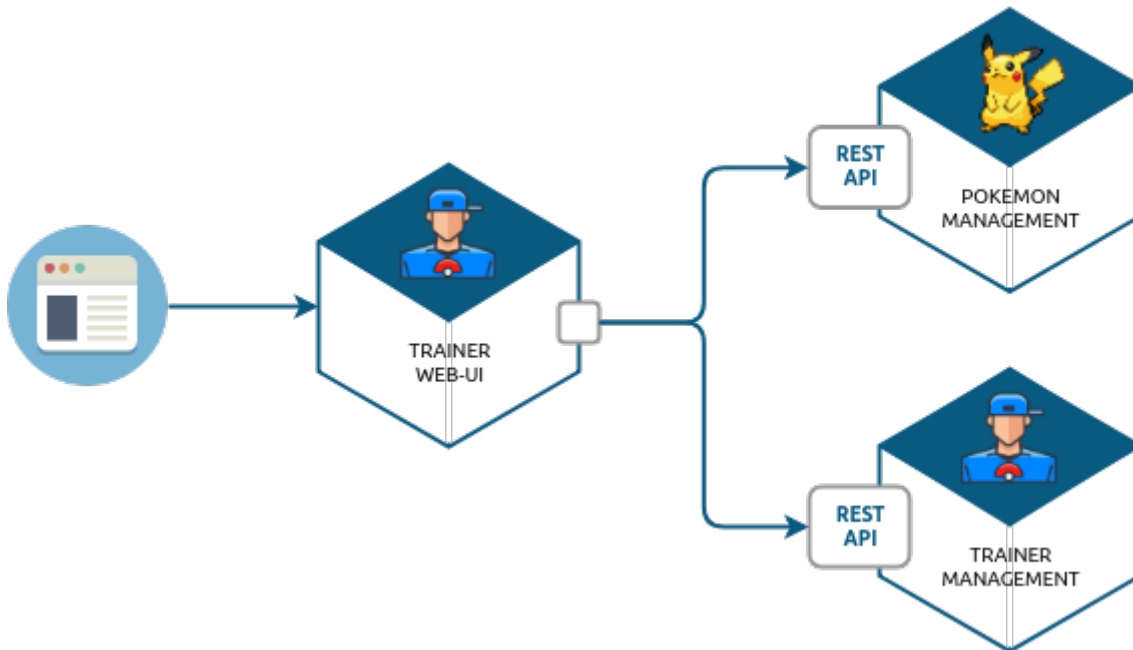 TRAINER
WEB-UI
REST
API
POKEMON
MANAGEMENT
REST
API
TRAINER
MANAGEMENT